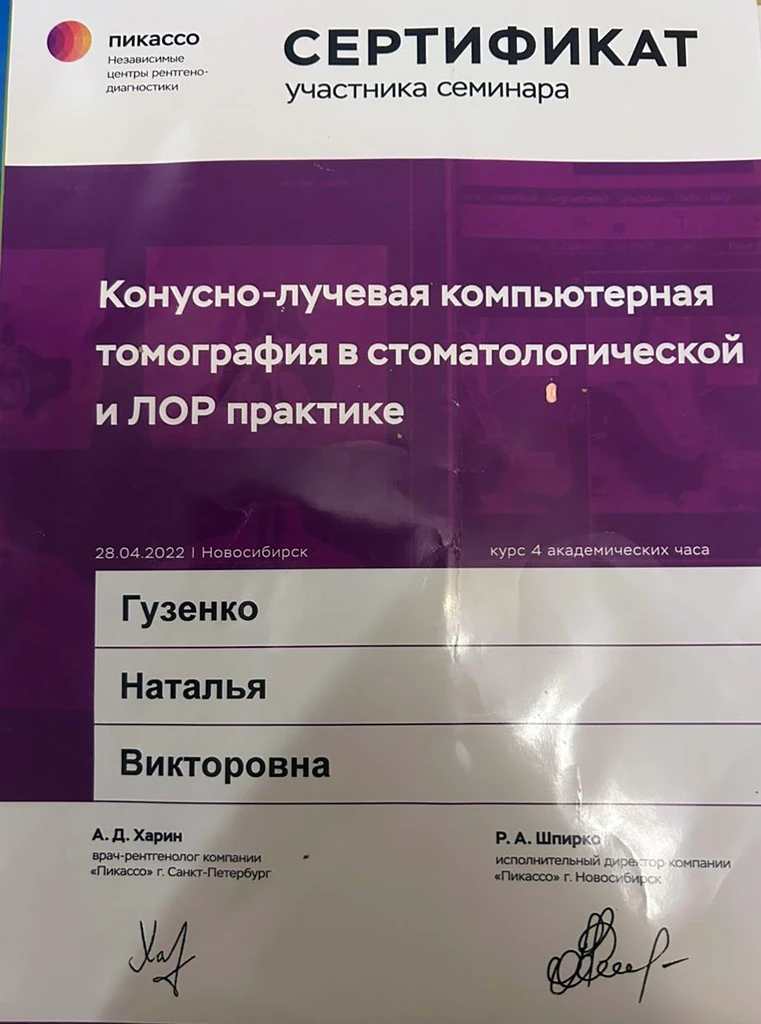 пикассо
Независимые
центры рентгено-
диагностики
СЕРТИФИКАТ
участника семинара
Конусно-лучевая компьютерная
томография в стоматологической
и ЛОР практике
28.04.2022 | Новосибирск
курс 4 академических часа
Гузенко
Наталья
Викторовна
А. Д. Харин
врач-рентгенолог компании
«Пикассо» г. Санкт-Петербург
Р. А. Шпирко
исполнительный директор компании
«Пикассо» г. Новосибирск